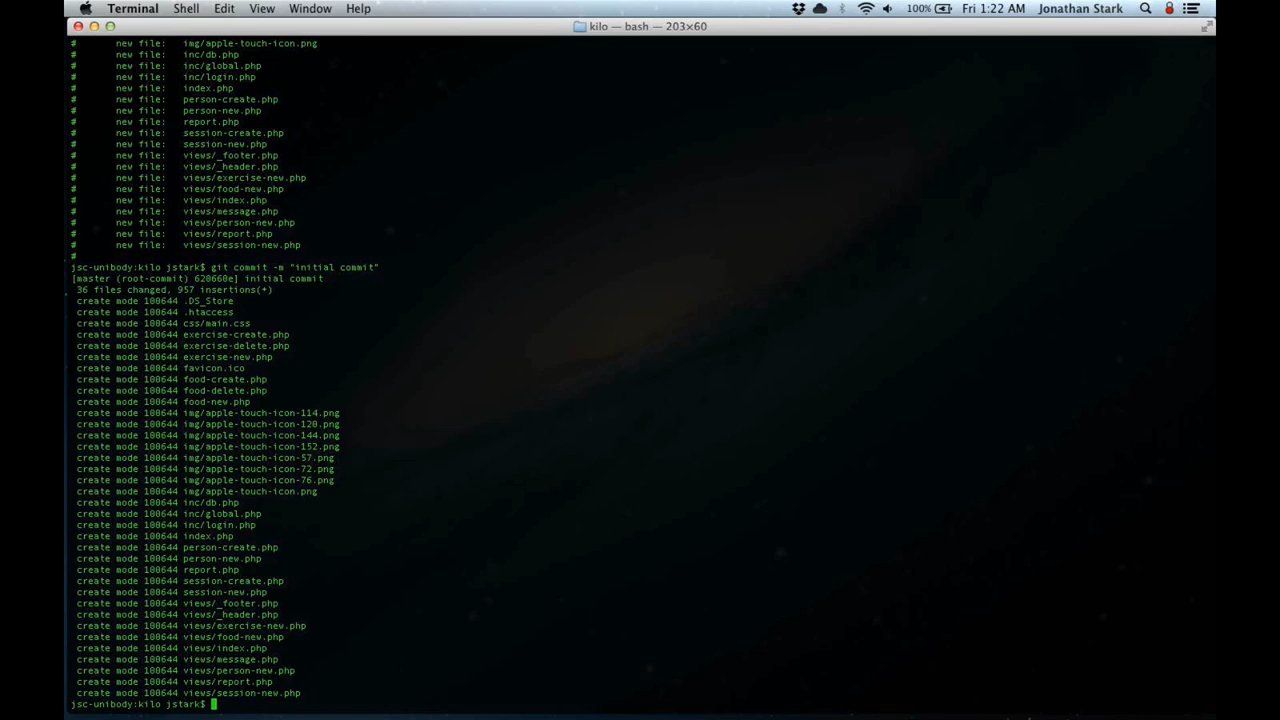 Terminal Shell Edit View Window Help 100% Fri 1:22 AM Jonathan Stark
kilo — bash — 203×60
# new file: img/apple-touch-icon.png
# new file: inc/db.php
# new file: inc/global.php
# new file: inc/login.php
# new file: index.php
# new file: person-create.php
# new file: person-new.php
# new file: report.php
# new file: session-create.php
# new file: session-new.php
# new file: views/_footer.php
# new file: views/_header.php
# new file: views/exercise-new.php
# new file: views/food-new.php
# new file: views/index.php
# new file: views/message.php
# new file: views/person-new.php
# new file: views/report.php
# new file: views/session-new.php
#
jsc-unibody:kilo jstark$ git commit -m "initial commit"
[master (root-commit) 620660e] initial commit
36 files changed, 957 insertions(+)
create mode 100644 .DS_Store
create mode 100644 .htaccess
create mode 100644 css/main.css
create mode 100644 exercise-create.php
create mode 100644 exercise-delete.php
create mode 100644 exercise-new.php
create mode 100644 favicon.ico
create mode 100644 food-create.php
create mode 100644 food-delete.php
create mode 100644 food-new.php
create mode 100644 img/apple-touch-icon-114.png
create mode 100644 img/apple-touch-icon-120.png
create mode 100644 img/apple-touch-icon-144.png
create mode 100644 img/apple-touch-icon-152.png
create mode 100644 img/apple-touch-icon-57.png
create mode 100644 img/apple-touch-icon-72.png
create mode 100644 img/apple-touch-icon-76.png
create mode 100644 img/apple-touch-icon.png
create mode 100644 inc/db.php
create mode 100644 inc/global.php
create mode 100644 inc/login.php
create mode 100644 index.php
create mode 100644 person-create.php
create mode 100644 person-new.php
create mode 100644 report.php
create mode 100644 session-create.php
create mode 100644 session-new.php
create mode 100644 views/_footer.php
create mode 100644 views/_header.php
create mode 100644 views/exercise-new.php
create mode 100644 views/food-new.php
create mode 100644 views/index.php
create mode 100644 views/message.php
create mode 100644 views/person-new.php
create mode 100644 views/report.php
create mode 100644 views/session-new.php
jsc-unibody:kilo jstark$